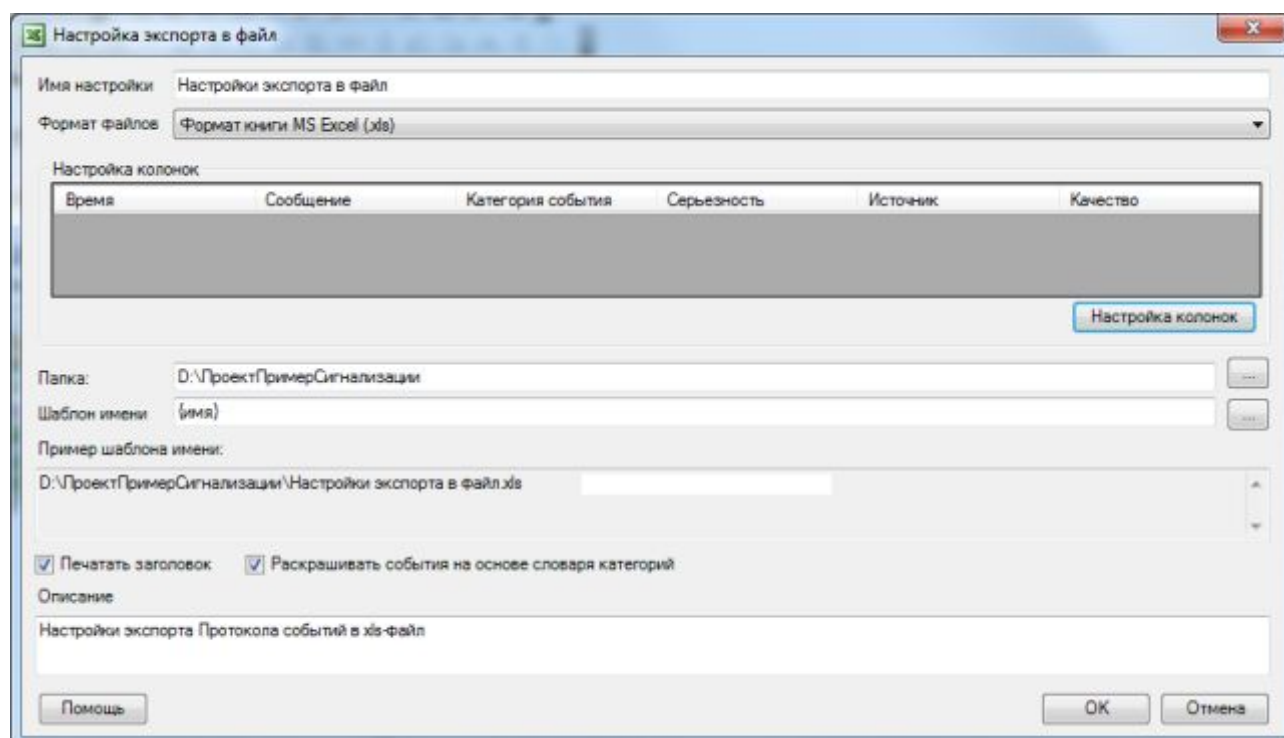 Настройка экспорта в файл
Имя настройки Настройки экспорта в файл
Формат файлов Формат книги MS Excel (.xls)
Настройка колонок
Время Сообщение Категория события Серьезность Источник Качество
Настройка колонок
Папка: D:\ПроектПримерСигнализации ...
Шаблон имени {имя} ...
Пример шаблона имени:
D:\ПроектПримерСигнализации\Настройки экспорта в файл.xls
Печатать заголовок Раскрашивать события на основе словаря категорий
Описание
Настройки экспорта Протокола событий в xls-файл
Помощь OK Отмена